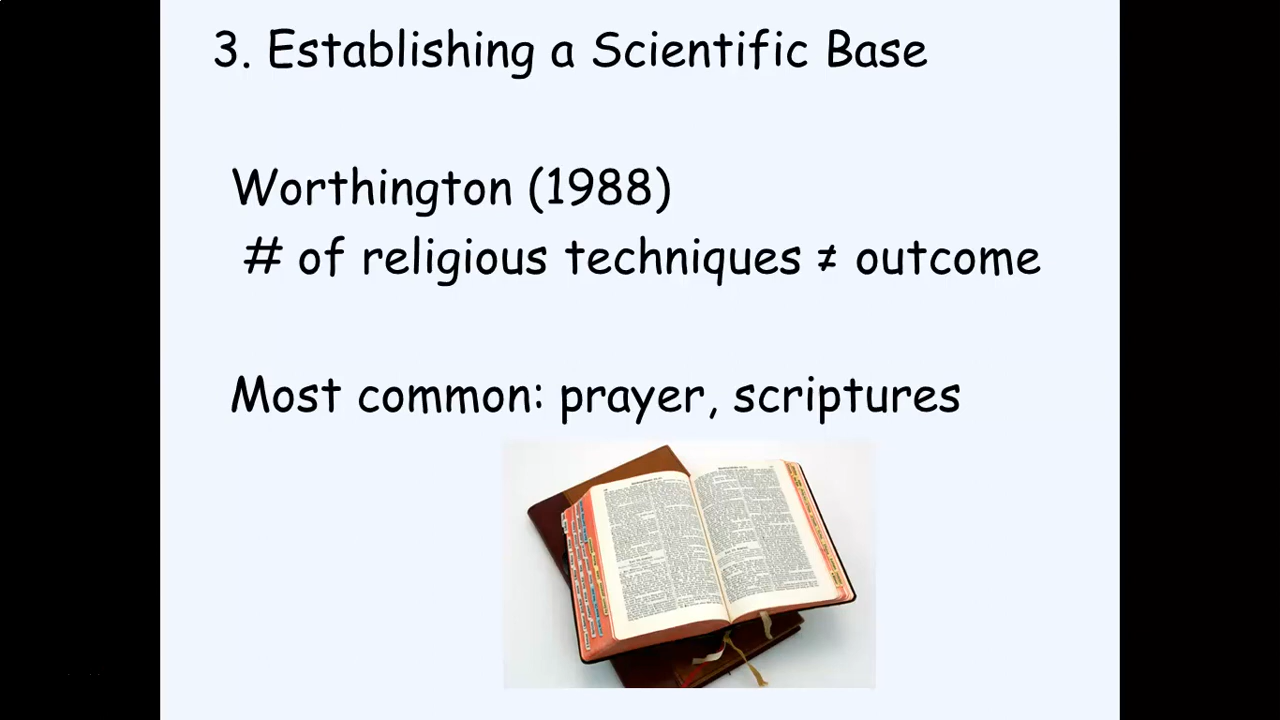 3. Establishing a Scientific Base
Worthington (1988)
# of religious techniques ≠ outcome
Most common: prayer, scriptures